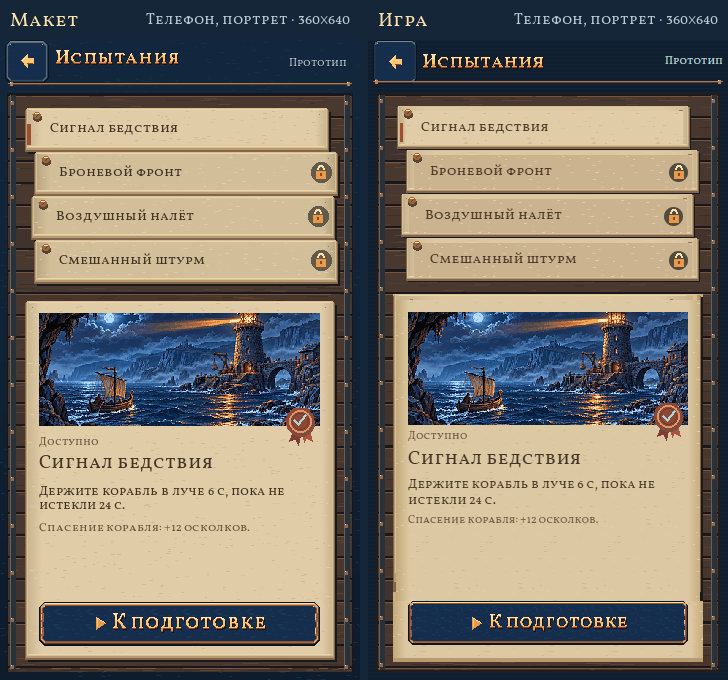 Макет
Телефон, портрет · 360×640
Испытания
Прототип
Сигнал бедствия
Броневой фронт
Воздушный налёт
Смешанный штурм
Доступно
Сигнал бедствия
Держите корабль в луче 6 с, пока не
истекли 24 с.
Спасение корабля: +12 осколков.
К подготовке
Игра
Телефон, портрет · 360×640
Испытания
Прототип
Сигнал бедствия
Броневой фронт
Воздушный налёт
Смешанный штурм
Доступно
Сигнал бедствия
Держите корабль в луче 6 с, пока не
истекли 24 с.
Спасение корабля: +12 осколков.
К подготовке